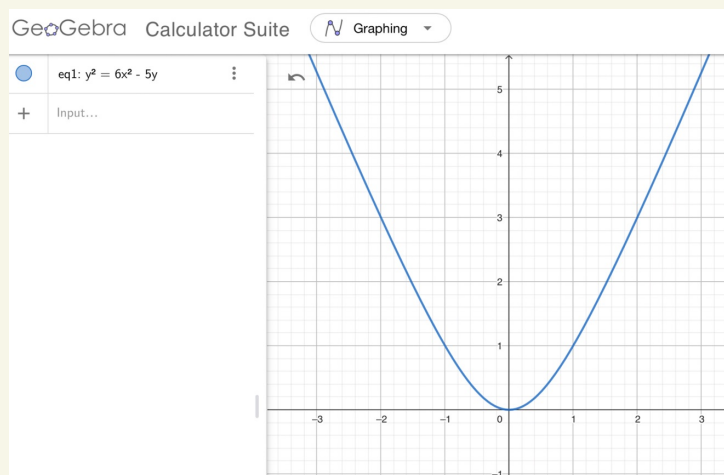 GeoGebra Calculator Suite Graphing
eq1: y² = 6x² - 5y
Input...
5
4
3
2
1
−3 −2 −1 0 1 2 3
−1